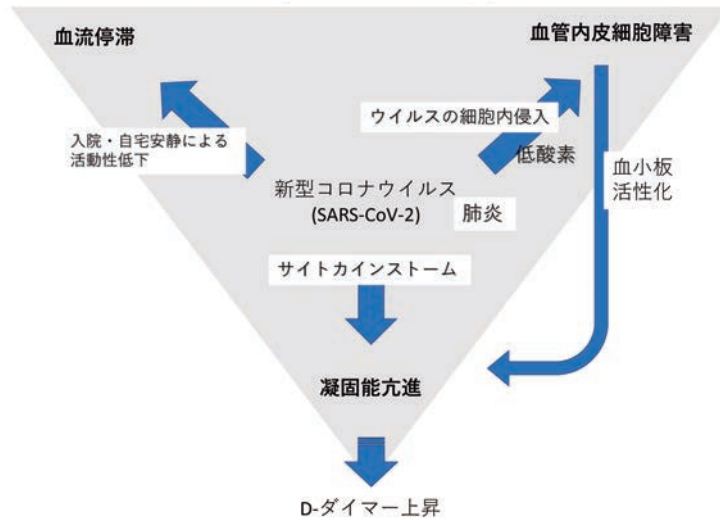 血流停滞
血管内皮細胞障害
ウイルスの細胞内侵入
入院・自宅安静による
活動性低下
低酸素
血小板
活性化
新型コロナウイルス
(SARS-CoV-2)
肺炎
サイトカインストーム
凝固能亢進
D-ダイマー上昇